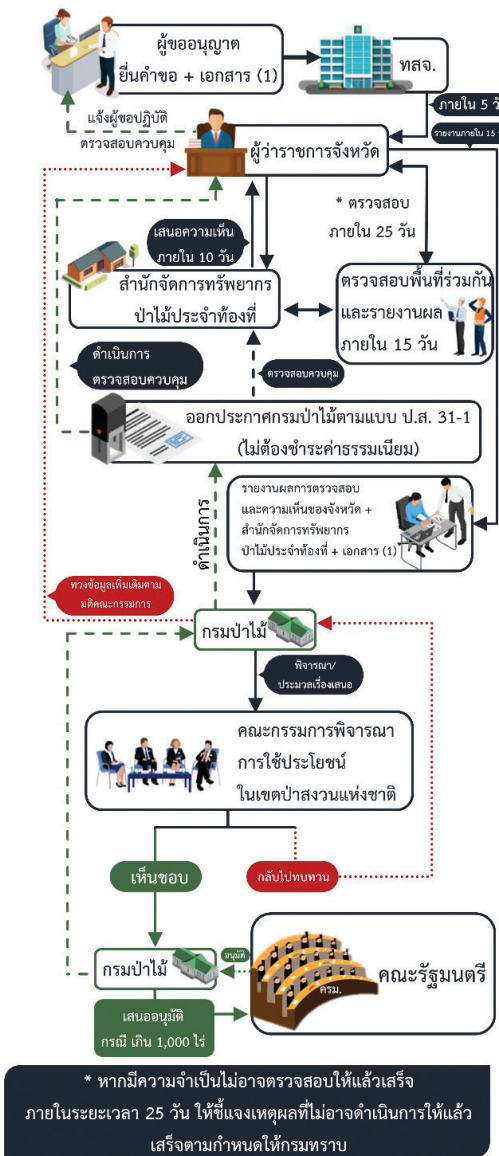 ผู้ขออนุญาต
ยื่นคำขอ + เอกสาร (1)
ทสจ.
ภายใน 5 วั
แจ้งผู้ขอปฏิบัติ
ตรวจสอบควบคุม
ผู้ว่าราชการจังหวัด
รายงานภายใน 15
* ตรวจสอบ
ภายใน 25 วัน
เสนอความเห็น
ภายใน 10 วัน
สำนักจัดการทรัพยากร
ป่าไม้ประจำท้องที่
ตรวจสอบพื้นที่ร่วมกัน
และรายงานผล
ภายใน 15 วัน
ดำเนินการ
ตรวจสอบควบคุม
ตรวจสอบควบคุม
ออกประกาศกรมป่าไม้ตามแบบ ป.ส. 31-1
(ไม่ต้องชำระค่าธรรมเนียม)
รายงานผลการตรวจสอบ
และความเห็นของจังหวัด +
สำนักจัดการทรัพยากร
ป่าไม้ประจำท้องที่ + เอกสาร (1)
ดำเนินการ
ทวงข้อมูลเพิ่มเติมตาม
มติคณะกรรมการ
กรมป่าไม้
พิจารณา/
ประมวลเรื่องเสนอ
คณะกรรมการพิจารณา
การใช้ประโยชน์
ในเขตป่าสงวนแห่งชาติ
เห็นชอบ
กลับไปทบทวน
กรมป่าไม้
อนุมัติ
ครม.
คณะรัฐมนตรี
เสนออนุมัติ
กรณี เกิน 1,000 ไร่
* หากมีความจำเป็นไม่อาจตรวจสอบให้แล้วเสร็จ
ภายในระยะเวลา 25 วัน ให้ชี้แจงเหตุผลที่ไม่อาจดำเนินการให้แล้ว
เสร็จตามกำหนดให้กรมทราบ